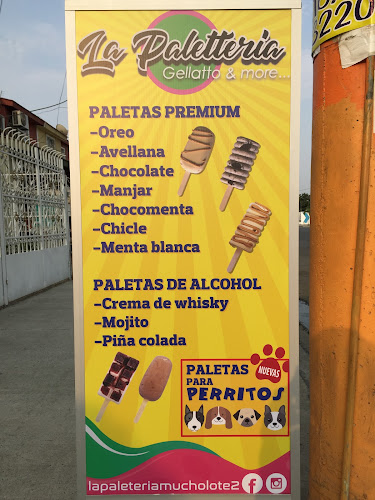 La Paletteria
Gellatto & more...
PALETAS PREMIUM
-Oreo
-Avellana
-Chocolate
-Manjar
-Chocomenta
-Chicle
-Menta blanca
PALETAS DE ALCOHOL
-Crema de whisky
-Mojito
-Piña colada
PALETAS
NUEVAS
PARA
PERRITOS
lapaleteriamucholote2
220